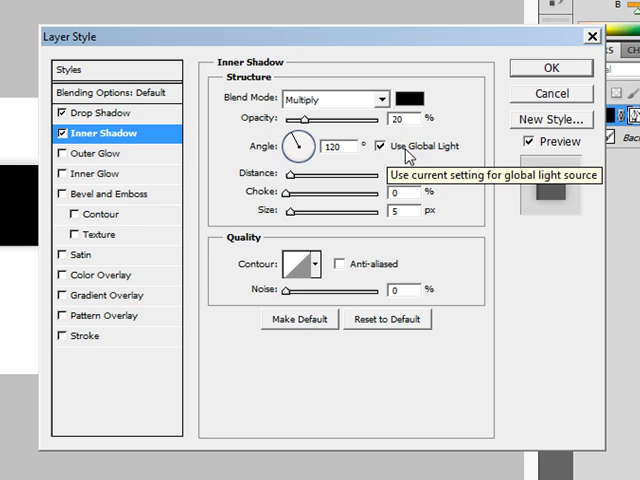 B
Layer Style
Styles
Blending Options: Default
Drop Shadow
Inner Shadow
Outer Glow
Inner Glow
Bevel and Emboss
Contour
Texture
Satin
Color Overlay
Gradient Overlay
Pattern Overlay
Stroke
Inner Shadow
Structure
Blend Mode: Multiply
Opacity: 20 %
Angle: 120 ° Use Global Light
Distance:
Use current setting for global light source
Choke: 0 %
Size: 5 px
Quality
Contour: Anti-aliased
Noise: 0 %
Make Default Reset to Default
OK
Cancel
New Style...
Preview
RS CH
Bac